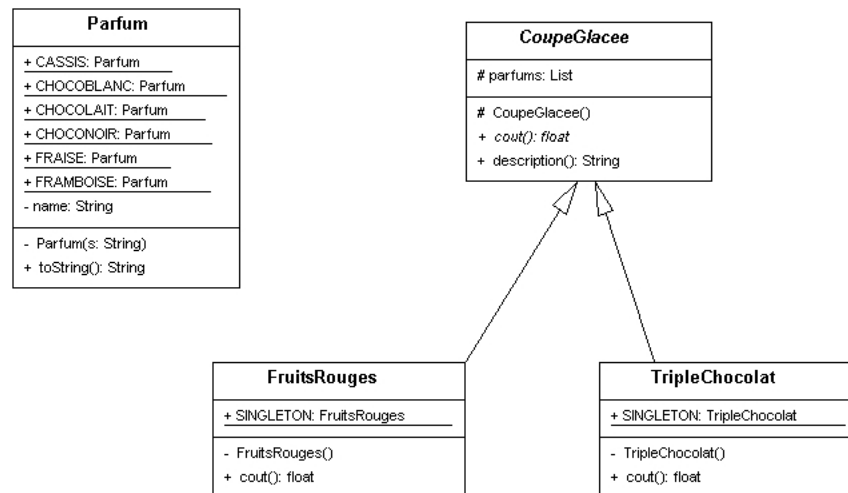 Parfum
+ CASSIS: Parfum
+ CHOCOBLANC: Parfum
+ CHOCOLAIT: Parfum
+ CHOCONOIR: Parfum
+ FRAISE: Parfum
+ FRAMBOISE: Parfum
- name: String
- Parfum(s: String)
+ toString(): String
CoupeGlacee
# parfums: List
# CoupeGlacee()
+ cout(): float
+ description(): String
FruitsRouges
+ SINGLETON: FruitsRouges
- FruitsRouges()
+ cout(): float
TripleChocolat
+ SINGLETON: TripleChocolat
- TripleChocolat()
+ cout(): float